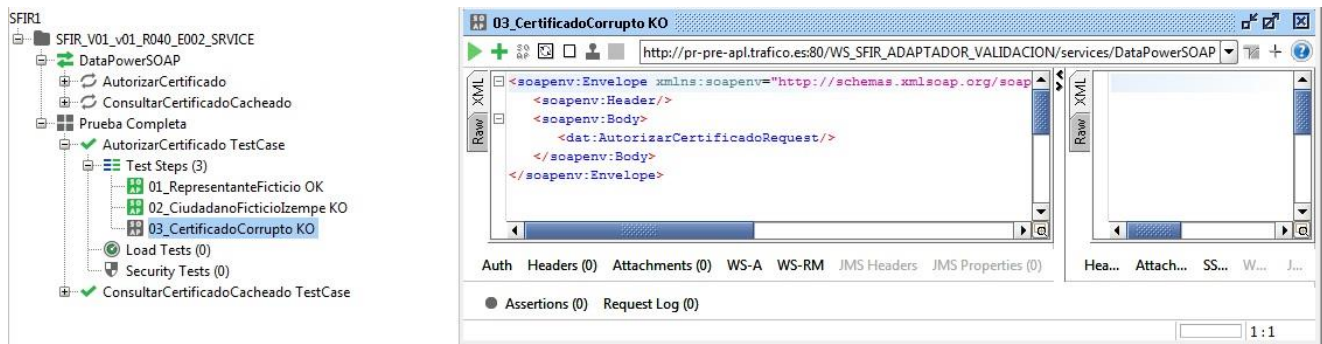 SFIR1
SFIR_V01_v01_R040_E002_SRVICE
DataPowerSOAP
AutorizarCertificado
ConsultarCertificadoCacheado
Prueba Completa
AutorizarCertificado TestCase
Test Steps (3)
01_RepresentanteFicticio OK
02_CiudadanoFicticioIzempe KO
03_CertificadoCorrupto KO
Load Tests (0)
Security Tests (0)
ConsultarCertificadoCacheado TestCase
03_CertificadoCorrupto KO
http://pr-pre-apl.trafico.es:80/WS_SFIR_ADAPTADOR_VALIDACION/services/DataPowerSOAP
XML
Raw
<soapenv:Envelope xmlns:soapenv="http://schemas.xmlsoap.org/soap
<soapenv:Header/>
<soapenv:Body>
<dat:AutorizarCertificadoRequest/>
</soapenv:Body>
</soapenv:Envelope>
XML
Raw
Auth Headers (0) Attachments (0) WS-A WS-RM JMS Headers JMS Properties (0)
Hea... Attach... SS... W... J...
Assertions (0) Request Log (0)
1:1